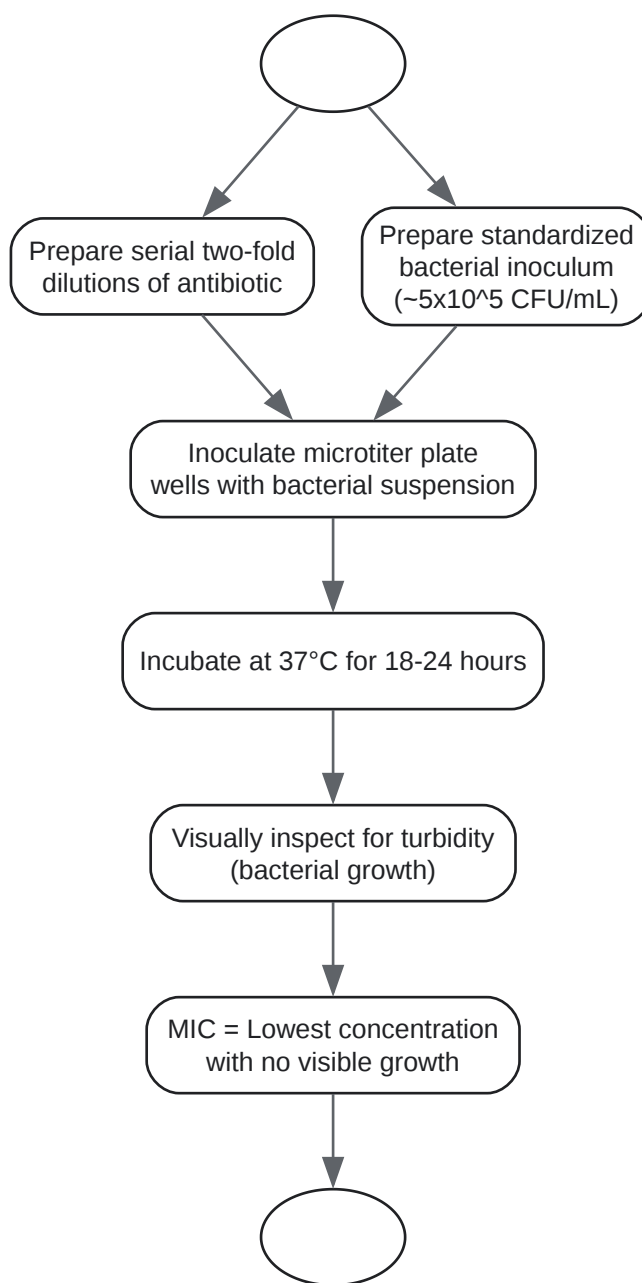 Prepare serial two-fold
dilutions of antibiotic
Prepare standardized
bacterial inoculum
(~5x10^5 CFU/mL)
Inoculate microtiter plate
wells with bacterial suspension
Incubate at 37°C for 18-24 hours
Visually inspect for turbidity
(bacterial growth)
MIC = Lowest concentration
with no visible growth